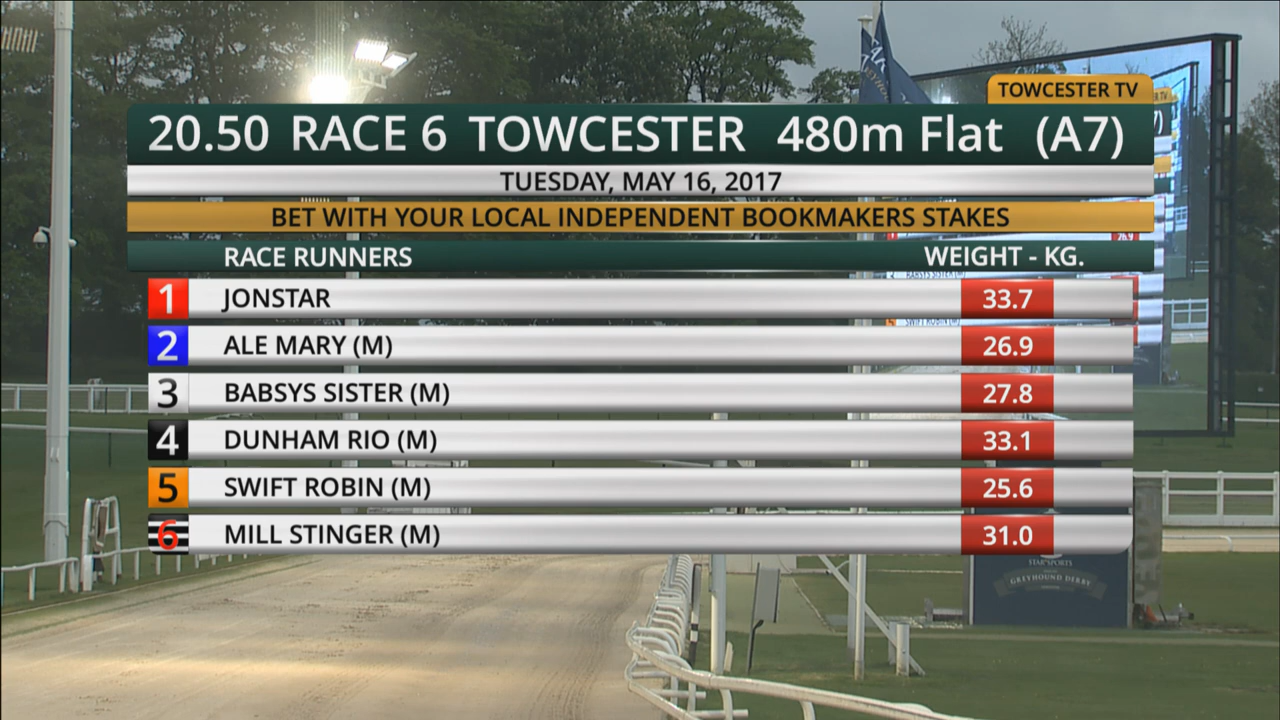 TOWCESTER TV
20.50 RACE 6 TOWCESTER 480m Flat (A7)
TUESDAY, MAY 16, 2017
BET WITH YOUR LOCAL INDEPENDENT BOOKMAKERS STAKES
RACE RUNNERS WEIGHT - KG.
1 JONSTAR 33.7
2 ALE MARY (M) 26.9
3 BABSYS SISTER (M) 27.8
4 DUNHAM RIO (M) 33.1
5 SWIFT ROBIN (M) 25.6
6 MILL STINGER (M) 31.0
STAR SPORTS
GREYHOUND DERBY